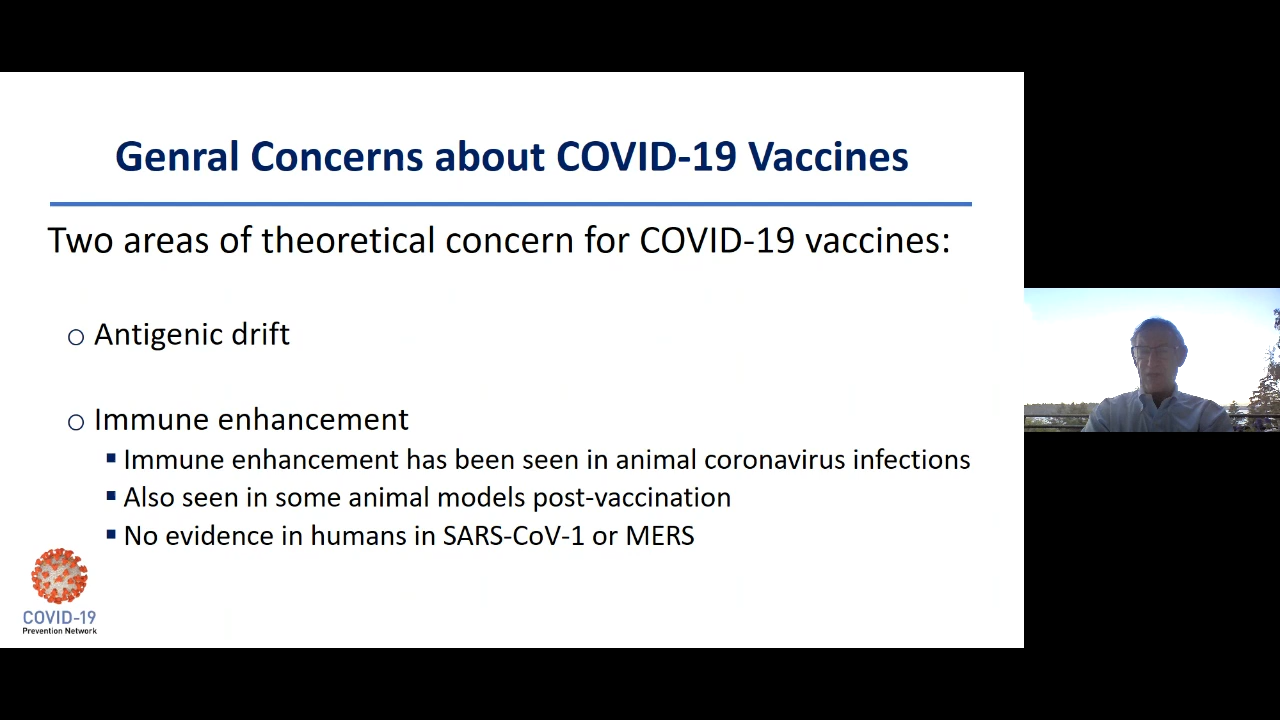 Genral Concerns about COVID-19 Vaccines
Two areas of theoretical concern for COVID-19 vaccines:
o Antigenic drift
o Immune enhancement
▪ Immune enhancement has been seen in animal coronavirus infections
▪ Also seen in some animal models post-vaccination
▪ No evidence in humans in SARS-CoV-1 or MERS
COVID-19
Prevention Network